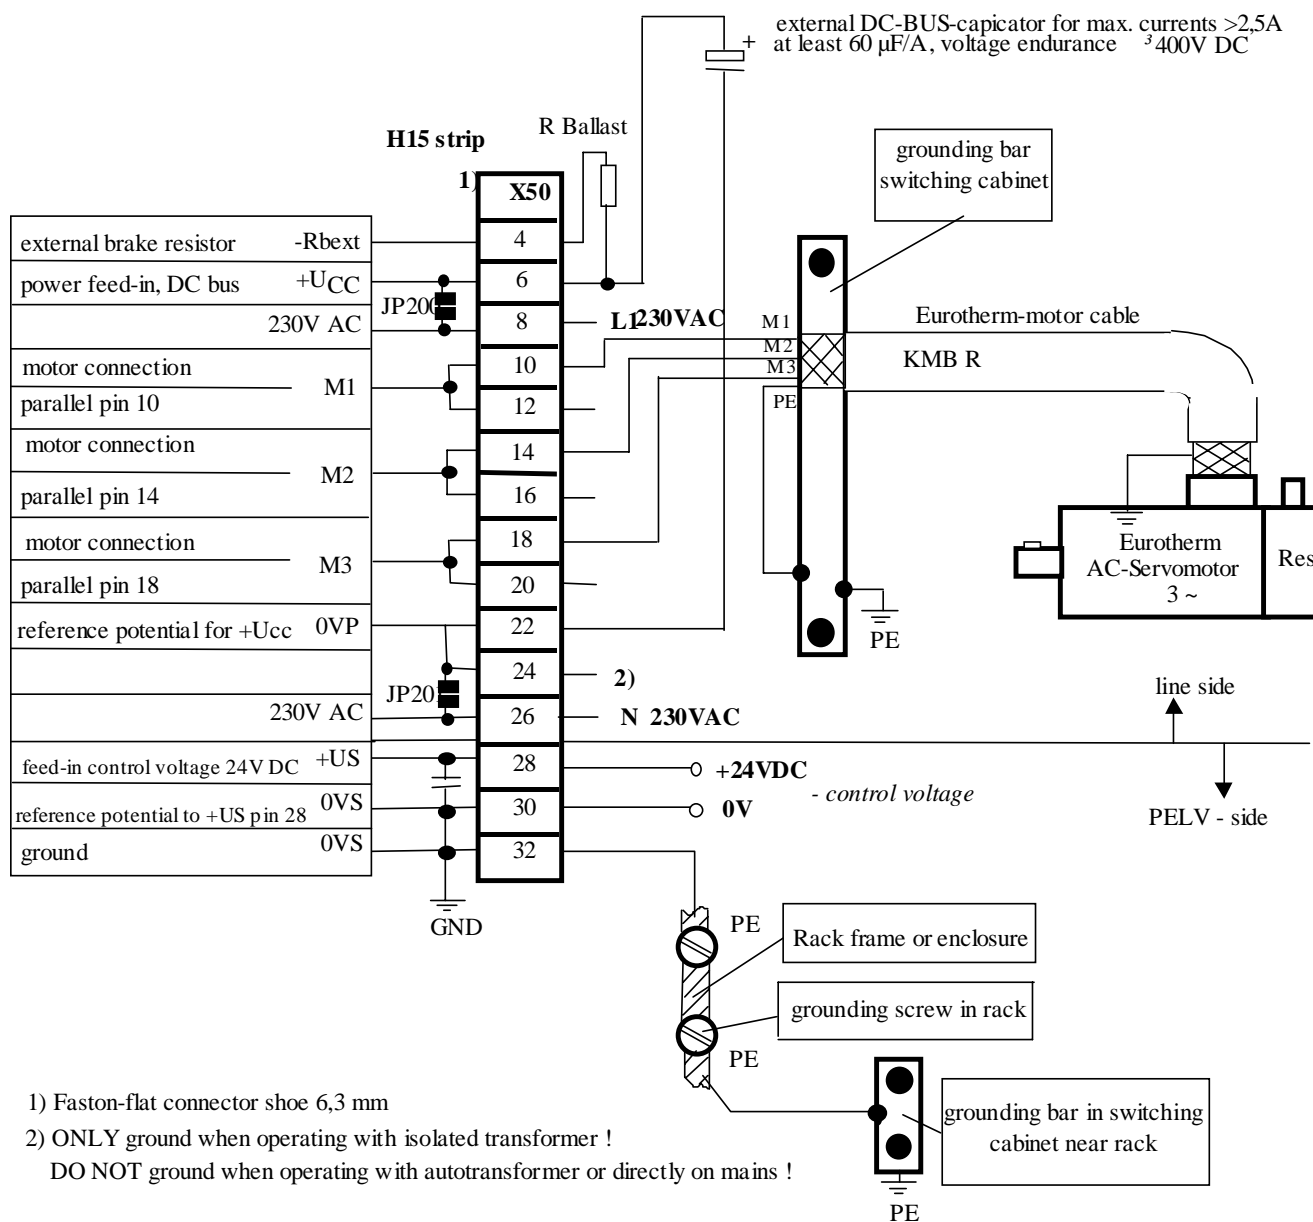 external DC-BUS-capicator for max. currents >2,5A
+ at least 60 µF/A, voltage endurance ³400V DC
R Ballast
H15 strip
1)
X50
grounding bar
switching cabinet
external brake resistor -Rbext 4
power feed-in, DC bus +UCC 6
JP200
230V AC 8 L1 230VAC
motor connection 10
M1
parallel pin 10 12
motor connection 14
M2
parallel pin 14 16
motor connection 18
M3
parallel pin 18 20
reference potential for +Ucc 0VP 22
24 2)
JP20
230V AC 26 N 230VAC
feed-in control voltage 24V DC +US 28 +24VDC
- control voltage
reference potential to +US pin 28 0VS 30 0V
ground 0VS 32
GND
M1
M2
M3
PE
Eurotherm-motor cable
KMB R
Eurotherm
AC-Servomotor
3 ~
Res
PE
line side
PELV - side
PE
Rack frame or enclosure
grounding screw in rack
PE
grounding bar in switching
cabinet near rack
PE
1) Faston-flat connector shoe 6,3 mm
2) ONLY ground when operating with isolated transformer !
DO NOT ground when operating with autotransformer or directly on mains !